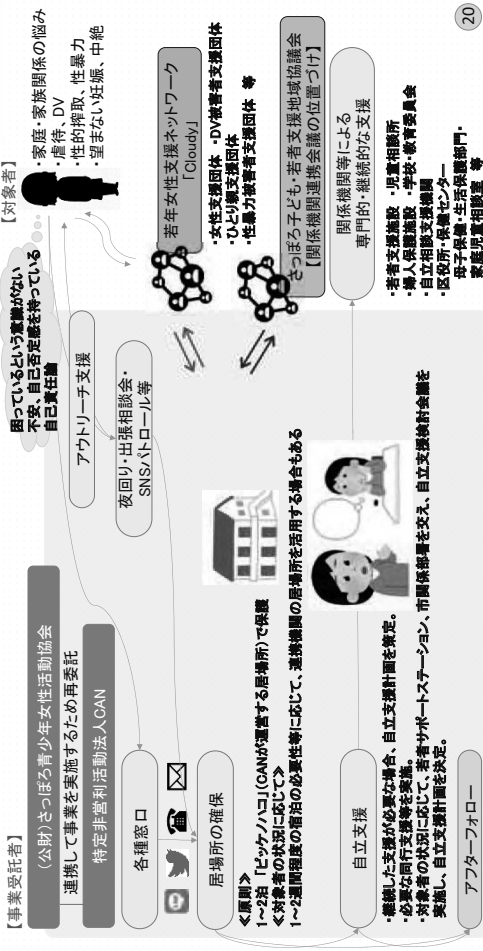 【事業受託者】
(公財)さっぽろ青少年女性活動協会
連携して事業を実施するため再委託
特定非営利活動法人CAN
各種窓口
居場所の確保
≪原則≫
1～2泊 「ピッケノハコ」(CANが運営する居場所)で保護
≪対象者の状況に応じて≫
1～2週間程度の宿泊の必要性等に応じて、連携機関の居場所を活用する場合もある
自立支援
・継続した支援が必要な場合、自立支援計画を策定。
・必要な同行支援等を実施。
・対象者の状況に応じて、若者サポートステーション、市関係部署を交え、自立支援検討会議を
実施し、自立支援計画を決定。
アフターフォロー
困っているという意識がない
不安、自己否定感を持っている
自己責任論
アウトリーチ支援
夜回り・出張相談会・
SNSパトロール等
【対象者】
・家庭・家族関係の悩み
・虐待、DV
・性的搾取、性暴力
・望まない妊娠、中絶
若年女性支援ネットワーク
「Cloudy」
・女性支援団体 ・DV被害者支援団体
・ひとり親支援団体
・性暴力被害者支援団体 等
さっぽろ子ども・若者支援地域協議会
【関係機関連携会議の位置づけ】
関係機関等による
専門的・継続的な支援
・若者支援施設 ・児童相談所
・婦人保護施設 ・学校・教育委員会
・自立相談支援機関
・区役所・保健センター
母子保健・生活保護部門・
家庭児童相談室 等
20